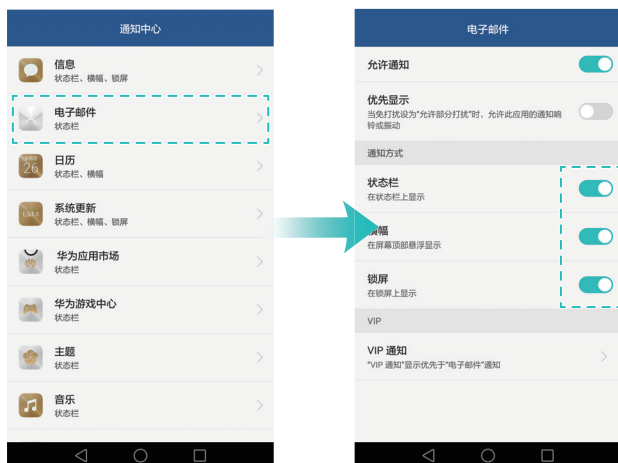 通知中心
信息
状态栏、横幅、锁屏
电子邮件
状态栏
日历
26
状态栏、横幅
系统更新
EMUI
状态栏、横幅、锁屏
华为应用市场
状态栏
华为游戏中心
状态栏
主题
状态栏
音乐
状态栏
电子邮件
允许通知
优先显示
当免打扰设为“允许部分打扰”时，允许此应用的通知响
铃或振动
通知方式
状态栏
在状态栏上显示
幅
在屏幕顶部悬浮显示
锁屏
在锁屏上显示
VIP
VIP 通知
“VIP 通知”显示优先于“电子邮件”通知